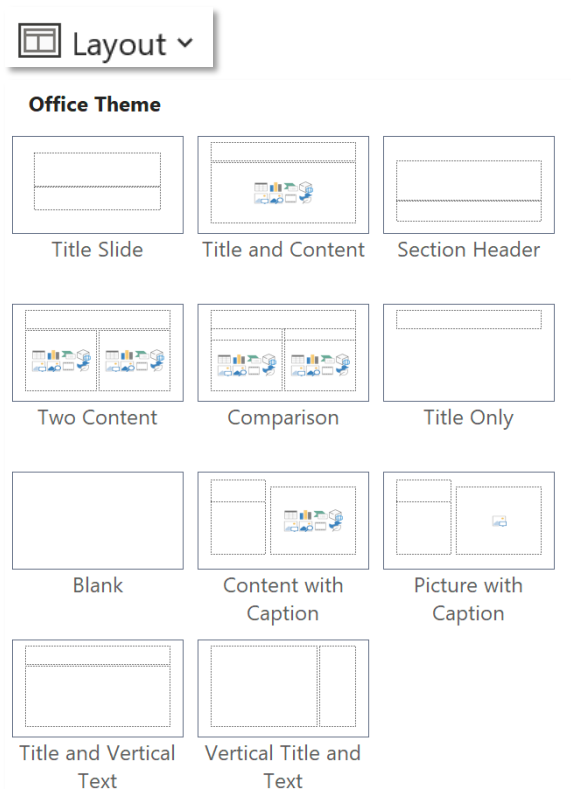 Layout
Office Theme
Title Slide
Title and Content
Section Header
Two Content
Comparison
Title Only
Blank
Content with
Caption
Picture with
Caption
Title and Vertical
Text
Vertical Title and
Text